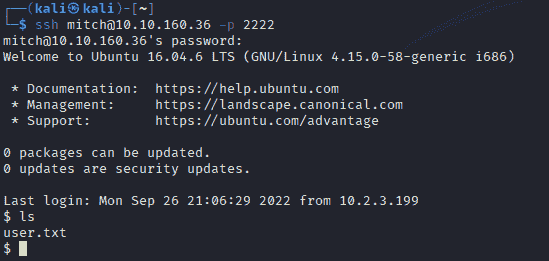 ┌──(kali㉿kali)-[~]
└─$ ssh mitch@10.10.160.36 -p 2222
mitch@10.10.160.36's password:
Welcome to Ubuntu 16.04.6 LTS (GNU/Linux 4.15.0-58-generic i686)
* Documentation:  https://help.ubuntu.com
* Management:     https://landscape.canonical.com
* Support:        https://ubuntu.com/advantage
0 packages can be updated.
0 updates are security updates.
Last login: Mon Sep 26 21:06:29 2022 from 10.2.3.199
$ ls
user.txt
$